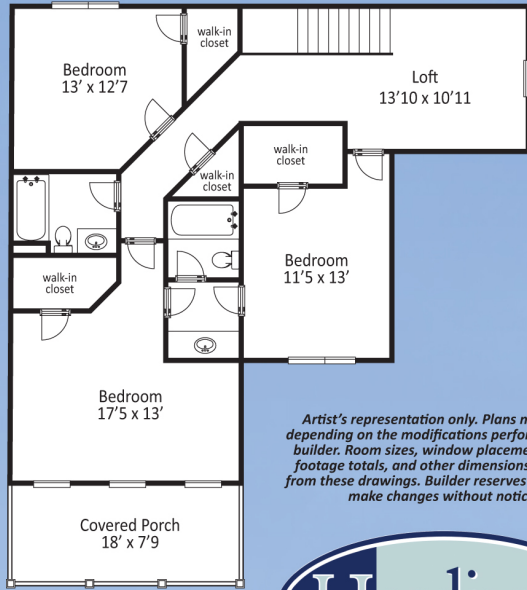 walk-in
closet
Bedroom
13' x 12'7
Loft
13'10 x 10'11
walk-in
closet
walk-in
closet
walk-in
closet
Bedroom
11'5 x 13'
Bedroom
17'5 x 13'
Artist's representation only. Plans
depending on the modifications
builder. Room sizes, window
footage totals, and other dimensions
from these drawings. Builder reserves
make changes without
Covered Porch
18' x 7'9